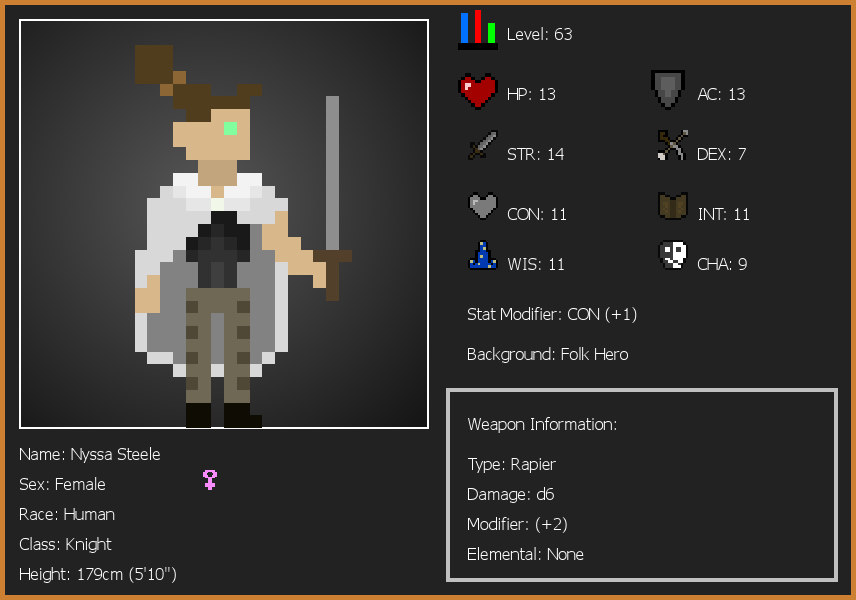 Level: 63
HP: 13
AC: 13
STR: 14
DEX: 7
CON: 11
INT: 11
WIS: 11
CHA: 9
Stat Modifier: CON (+1)
Background: Folk Hero
Weapon Information:
Type: Rapier
Damage: d6
Modifier: (+2)
Elemental: None
Name: Nyssa Steele
Sex: Female
Race: Human
Class: Knight
Height: 179cm (5'10")